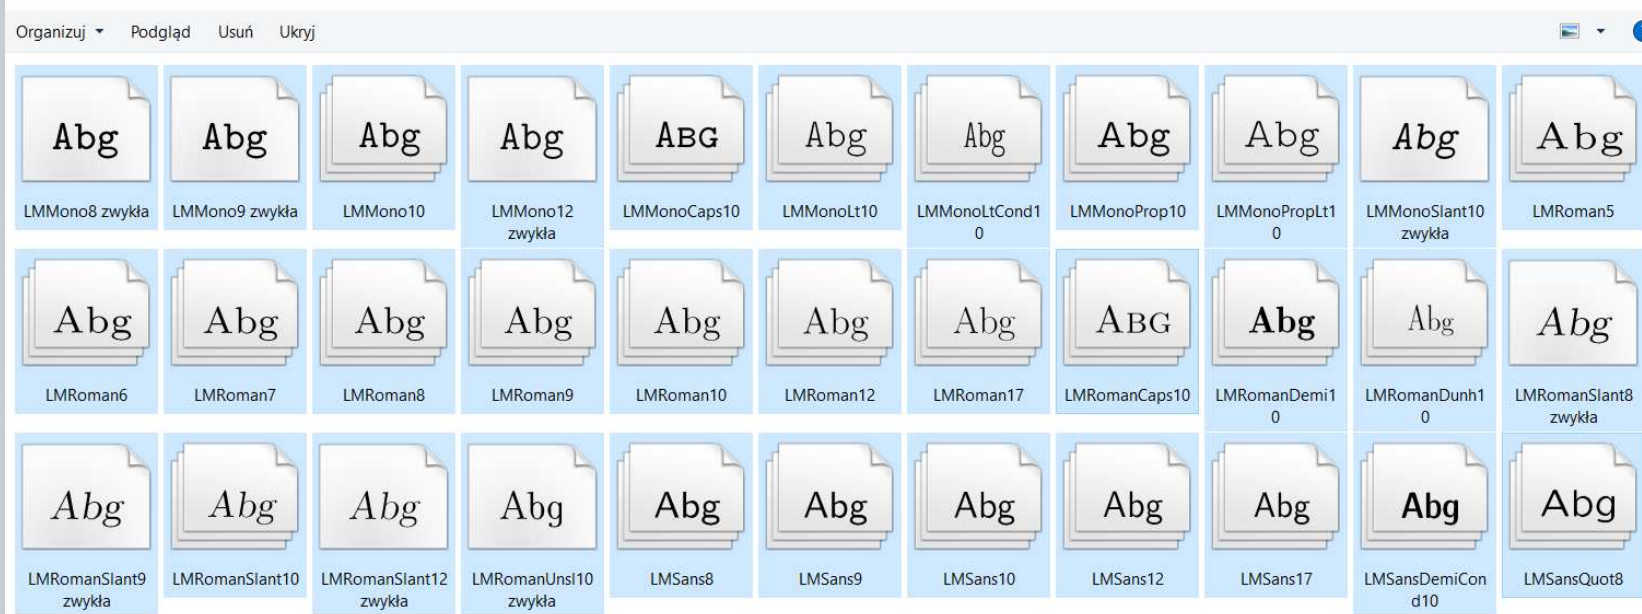 Organizuj Podgląd Usuń Ukryj
Abg Abg Abg Abg ABG Abg Abg Abg Abg Abg Abg
LMMono8 zwykła LMMono9 zwykła LMMono10 LMMono12 LMMonoCaps10 LMMonoLt10 LMMonoLtCond1 LMMonoProp10 LMMonoPropLt1 LMMonoSlant10 LMRoman5
zwykła 0 0 zwykła
Abg Abg Abg Abg Abg Abg Abg ABG Abg Abg Abg
LMRoman6 LMRoman7 LMRoman8 LMRoman9 LMRoman10 LMRoman12 LMRoman17 LMRomanCaps10 LMRomanDemi1 LMRomanDunh1 LMRomanSlant8
0 0 zwykła
Abg Abg Abg Abg Abg Abg Abg Abg Abg Abg Abg
LMRomanSlant9 LMRomanSlant10 LMRomanSlant12 LMRomanUnsl10 LMSans8 LMSans9 LMSans10 LMSans12 LMSans17 LMSansDemiCon LMSansQuot8
zwykła zwykła zwykła d10